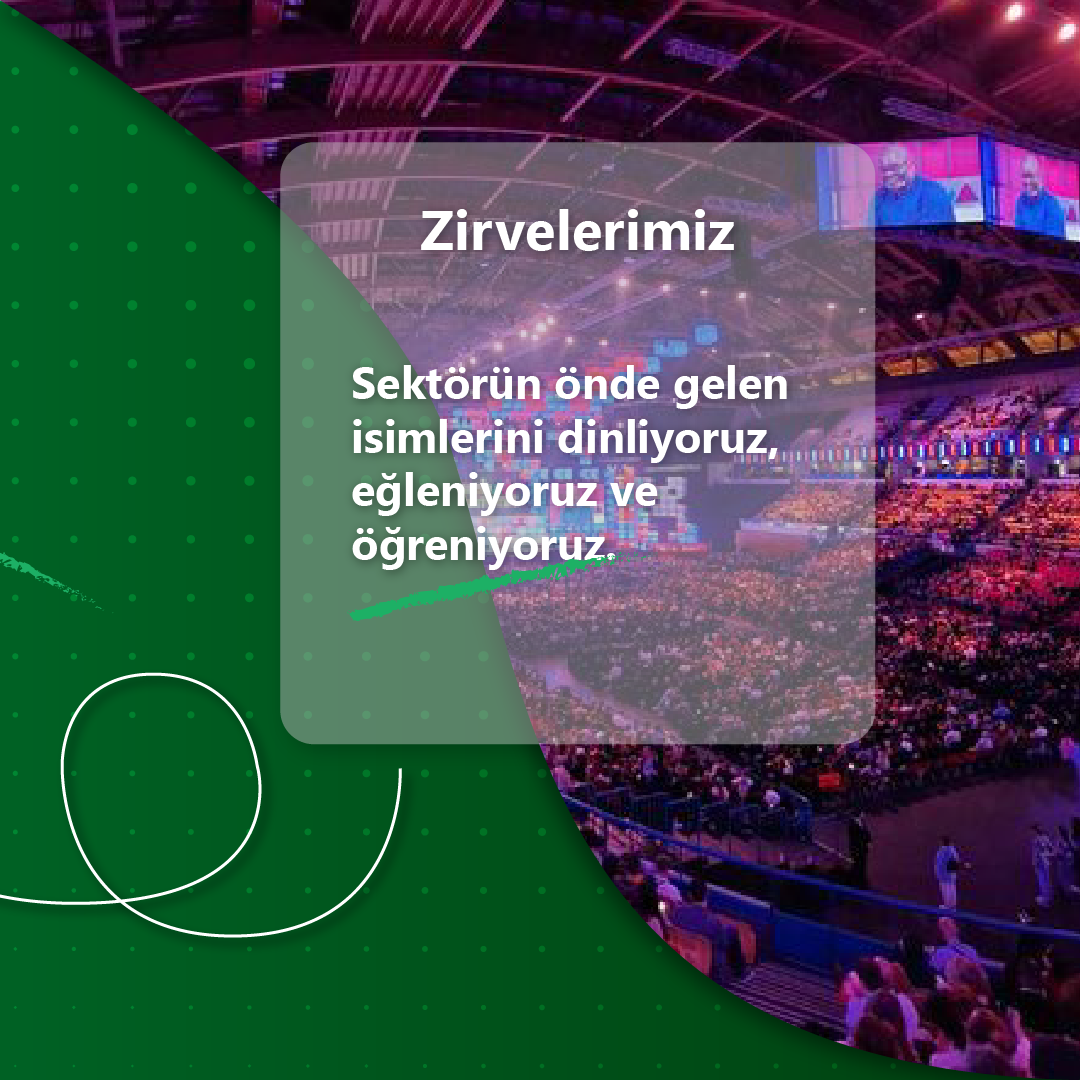 Zirvelerimiz
Sektörün önde gelen
isimlerini dinliyoruz,
eğleniyoruz ve
öğreniyoruz.